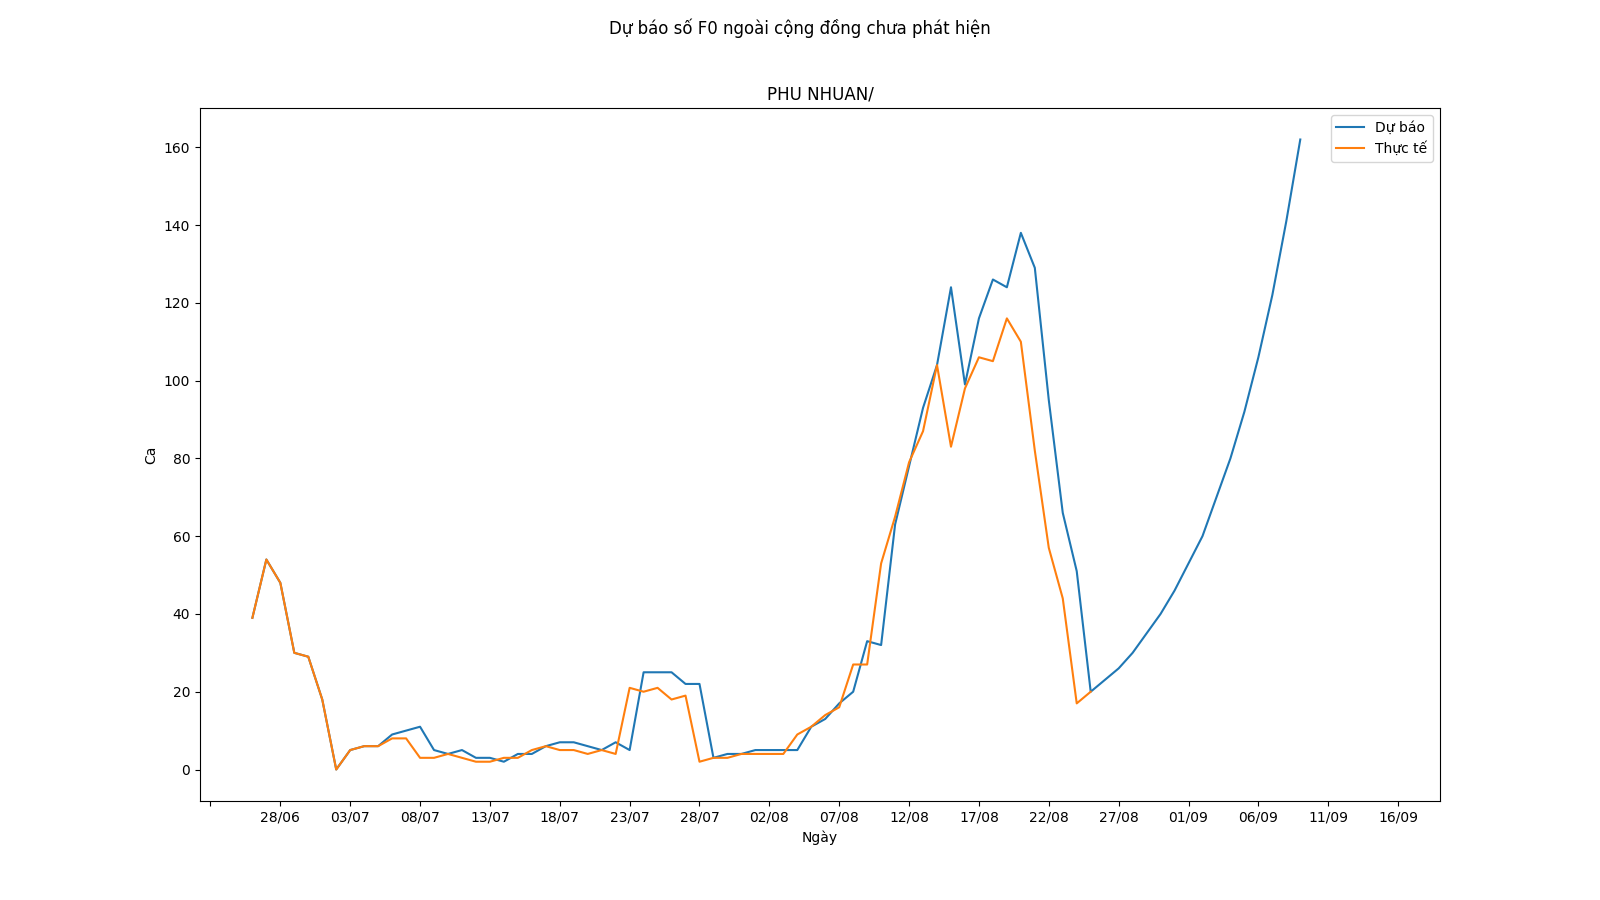 Dự báo số F0 ngoài cộng đồng chưa phát hiện
PHU NHUAN/
Dự báo
Thực tế
160
140
120
100
80
60
40
20
0
Ca
28/06 03/07 08/07 13/07 18/07 23/07 28/07 02/08 07/08 12/08 17/08 22/08 27/08 01/09 06/09 11/09 16/09
Ngày